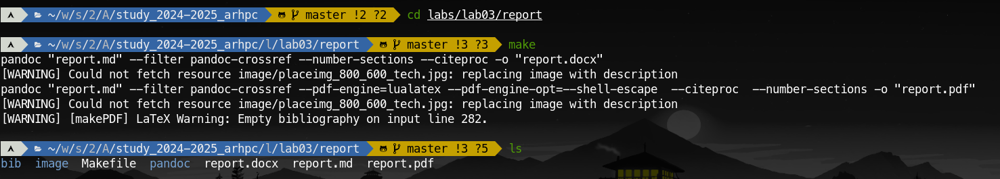 ~/w/s/2/A/study_2024-2025_arhpc master !2 ?2 cd labs/lab03/report
~/w/s/2/A/study_2024-2025_arhpc/l/lab03/report master !3 ?3 make
pandoc "report.md" --filter pandoc-crossref --number-sections --citeproc -o "report.docx"
[WARNING] Could not fetch resource image/placeimg_800_600_tech.jpg: replacing image with description
pandoc "report.md" --filter pandoc-crossref --pdf-engine=lualatex --pdf-engine-opt=--shell-escape  --citeproc  --number-sections -o "report.pdf"
[WARNING] Could not fetch resource image/placeimg_800_600_tech.jpg: replacing image with description
[WARNING] [makePDF] LaTeX Warning: Empty bibliography on input line 282.
~/w/s/2/A/study_2024-2025_arhpc/l/lab03/report master !3 ?5 ls
bib  image  Makefile  pandoc  report.docx  report.md  report.pdf